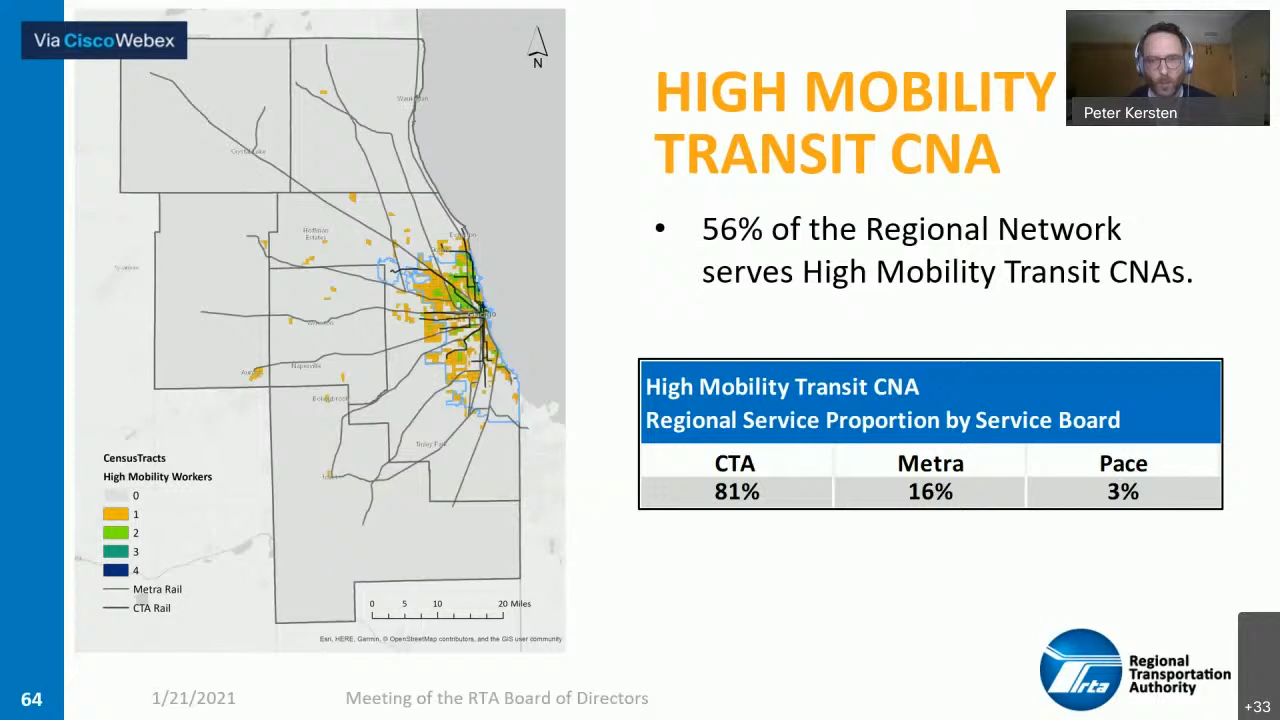 Via CiscoWebex
N
Waukegan
Crystal Lake
Hoffman
Estates
Evanston
Chicago
Wheaton
Naperville
Aurora
Bolingbrook
Tinley Park
Joliet
CensusTracts
High Mobility Workers
0
1
2
3
4
Metra Rail
CTA Rail
0 5 10 20 Miles
Esri, HERE, Garmin, © OpenStreetMap contributors, and the GIS user community
HIGH MOBILITY
TRANSIT CNA
Peter Kersten
• 56% of the Regional Network
serves High Mobility Transit CNAs.
High Mobility Transit CNA
Regional Service Proportion by Service Board
CTA Metra Pace
81% 16% 3%
64
1/21/2021
Meeting of the RTA Board of Directors
rta
Regional
Transportation
Authority
+33